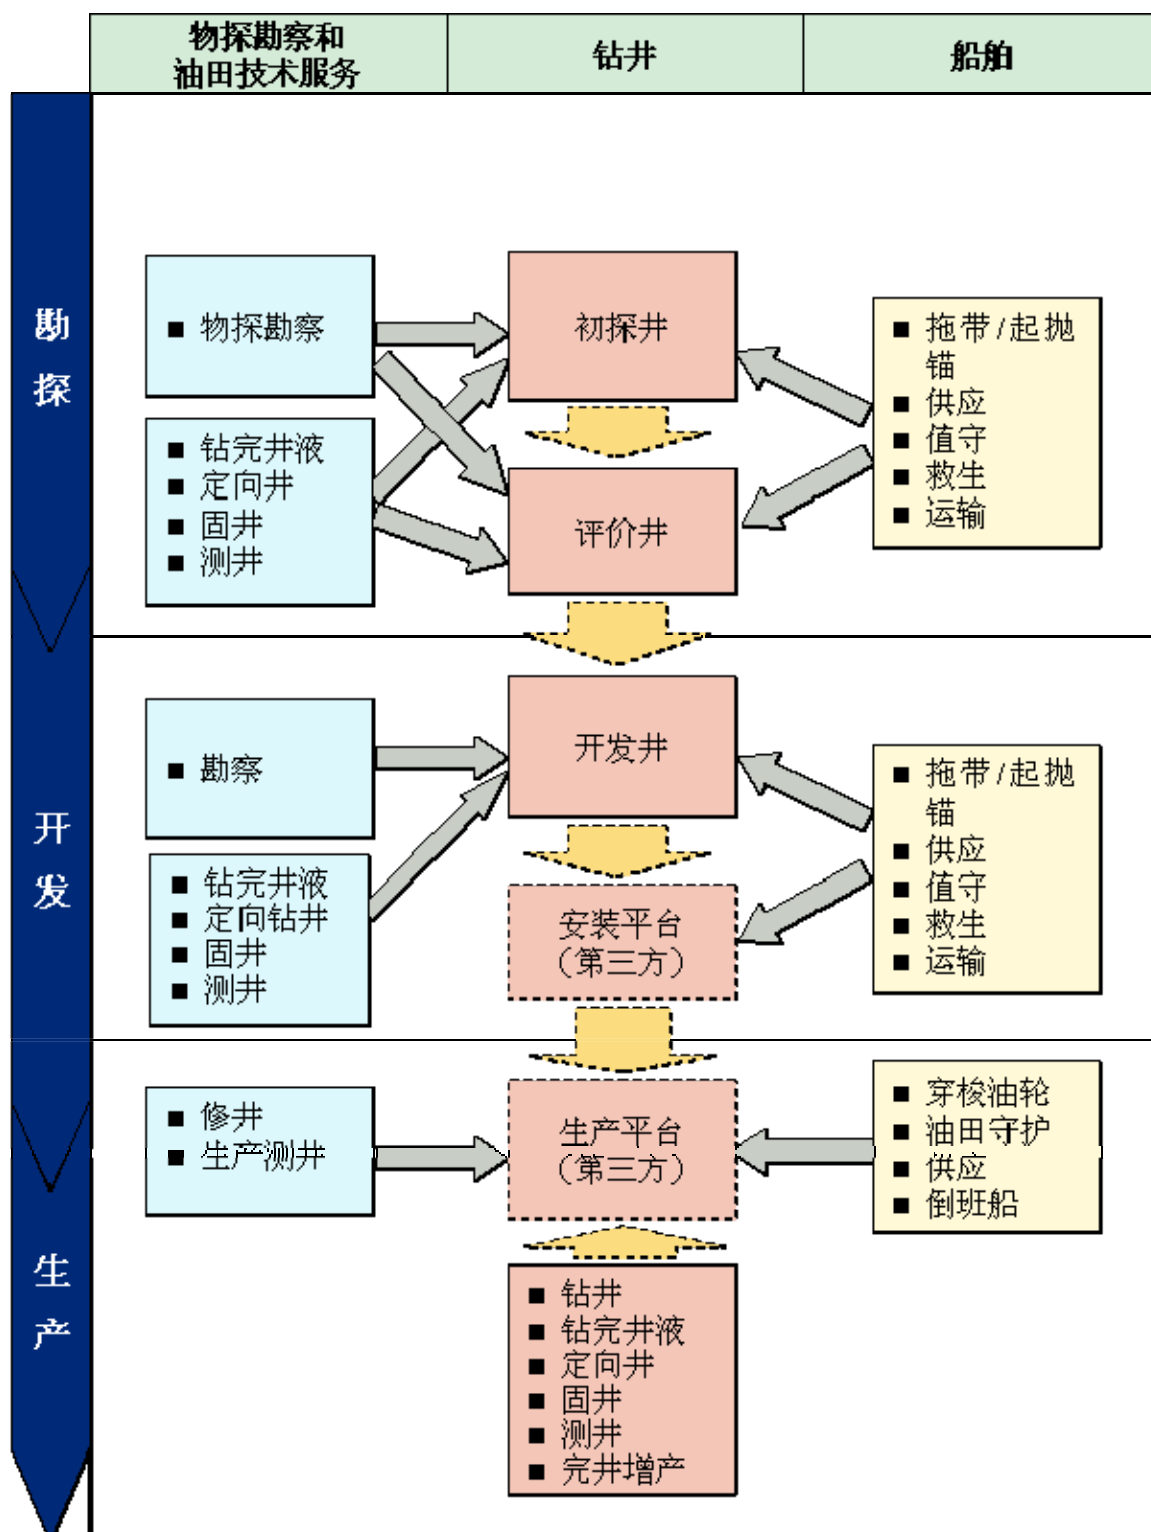 物探勘察和
油田技术服务
钻井
船舶
勘
探
■ 物探勘察
■ 钻完井液
■ 定向井
■ 固井
■ 测井
初探井
评价井
■ 拖带/起抛
锚
■ 供应
■ 值守
■ 救生
■ 运输
开
发
■ 勘察
■ 钻完井液
■ 定向钻井
■ 固井
■ 测井
开发井
安装平台
（第三方）
■ 拖带/起抛
锚
■ 供应
■ 值守
■ 救生
■ 运输
生
产
■ 修井
■ 生产测井
生产平台
（第三方）
■ 穿梭油轮
■ 油田守护
■ 供应
■ 倒班船
■ 钻井
■ 钻完井液
■ 定向井
■ 固井
■ 测井
■ 完井增产